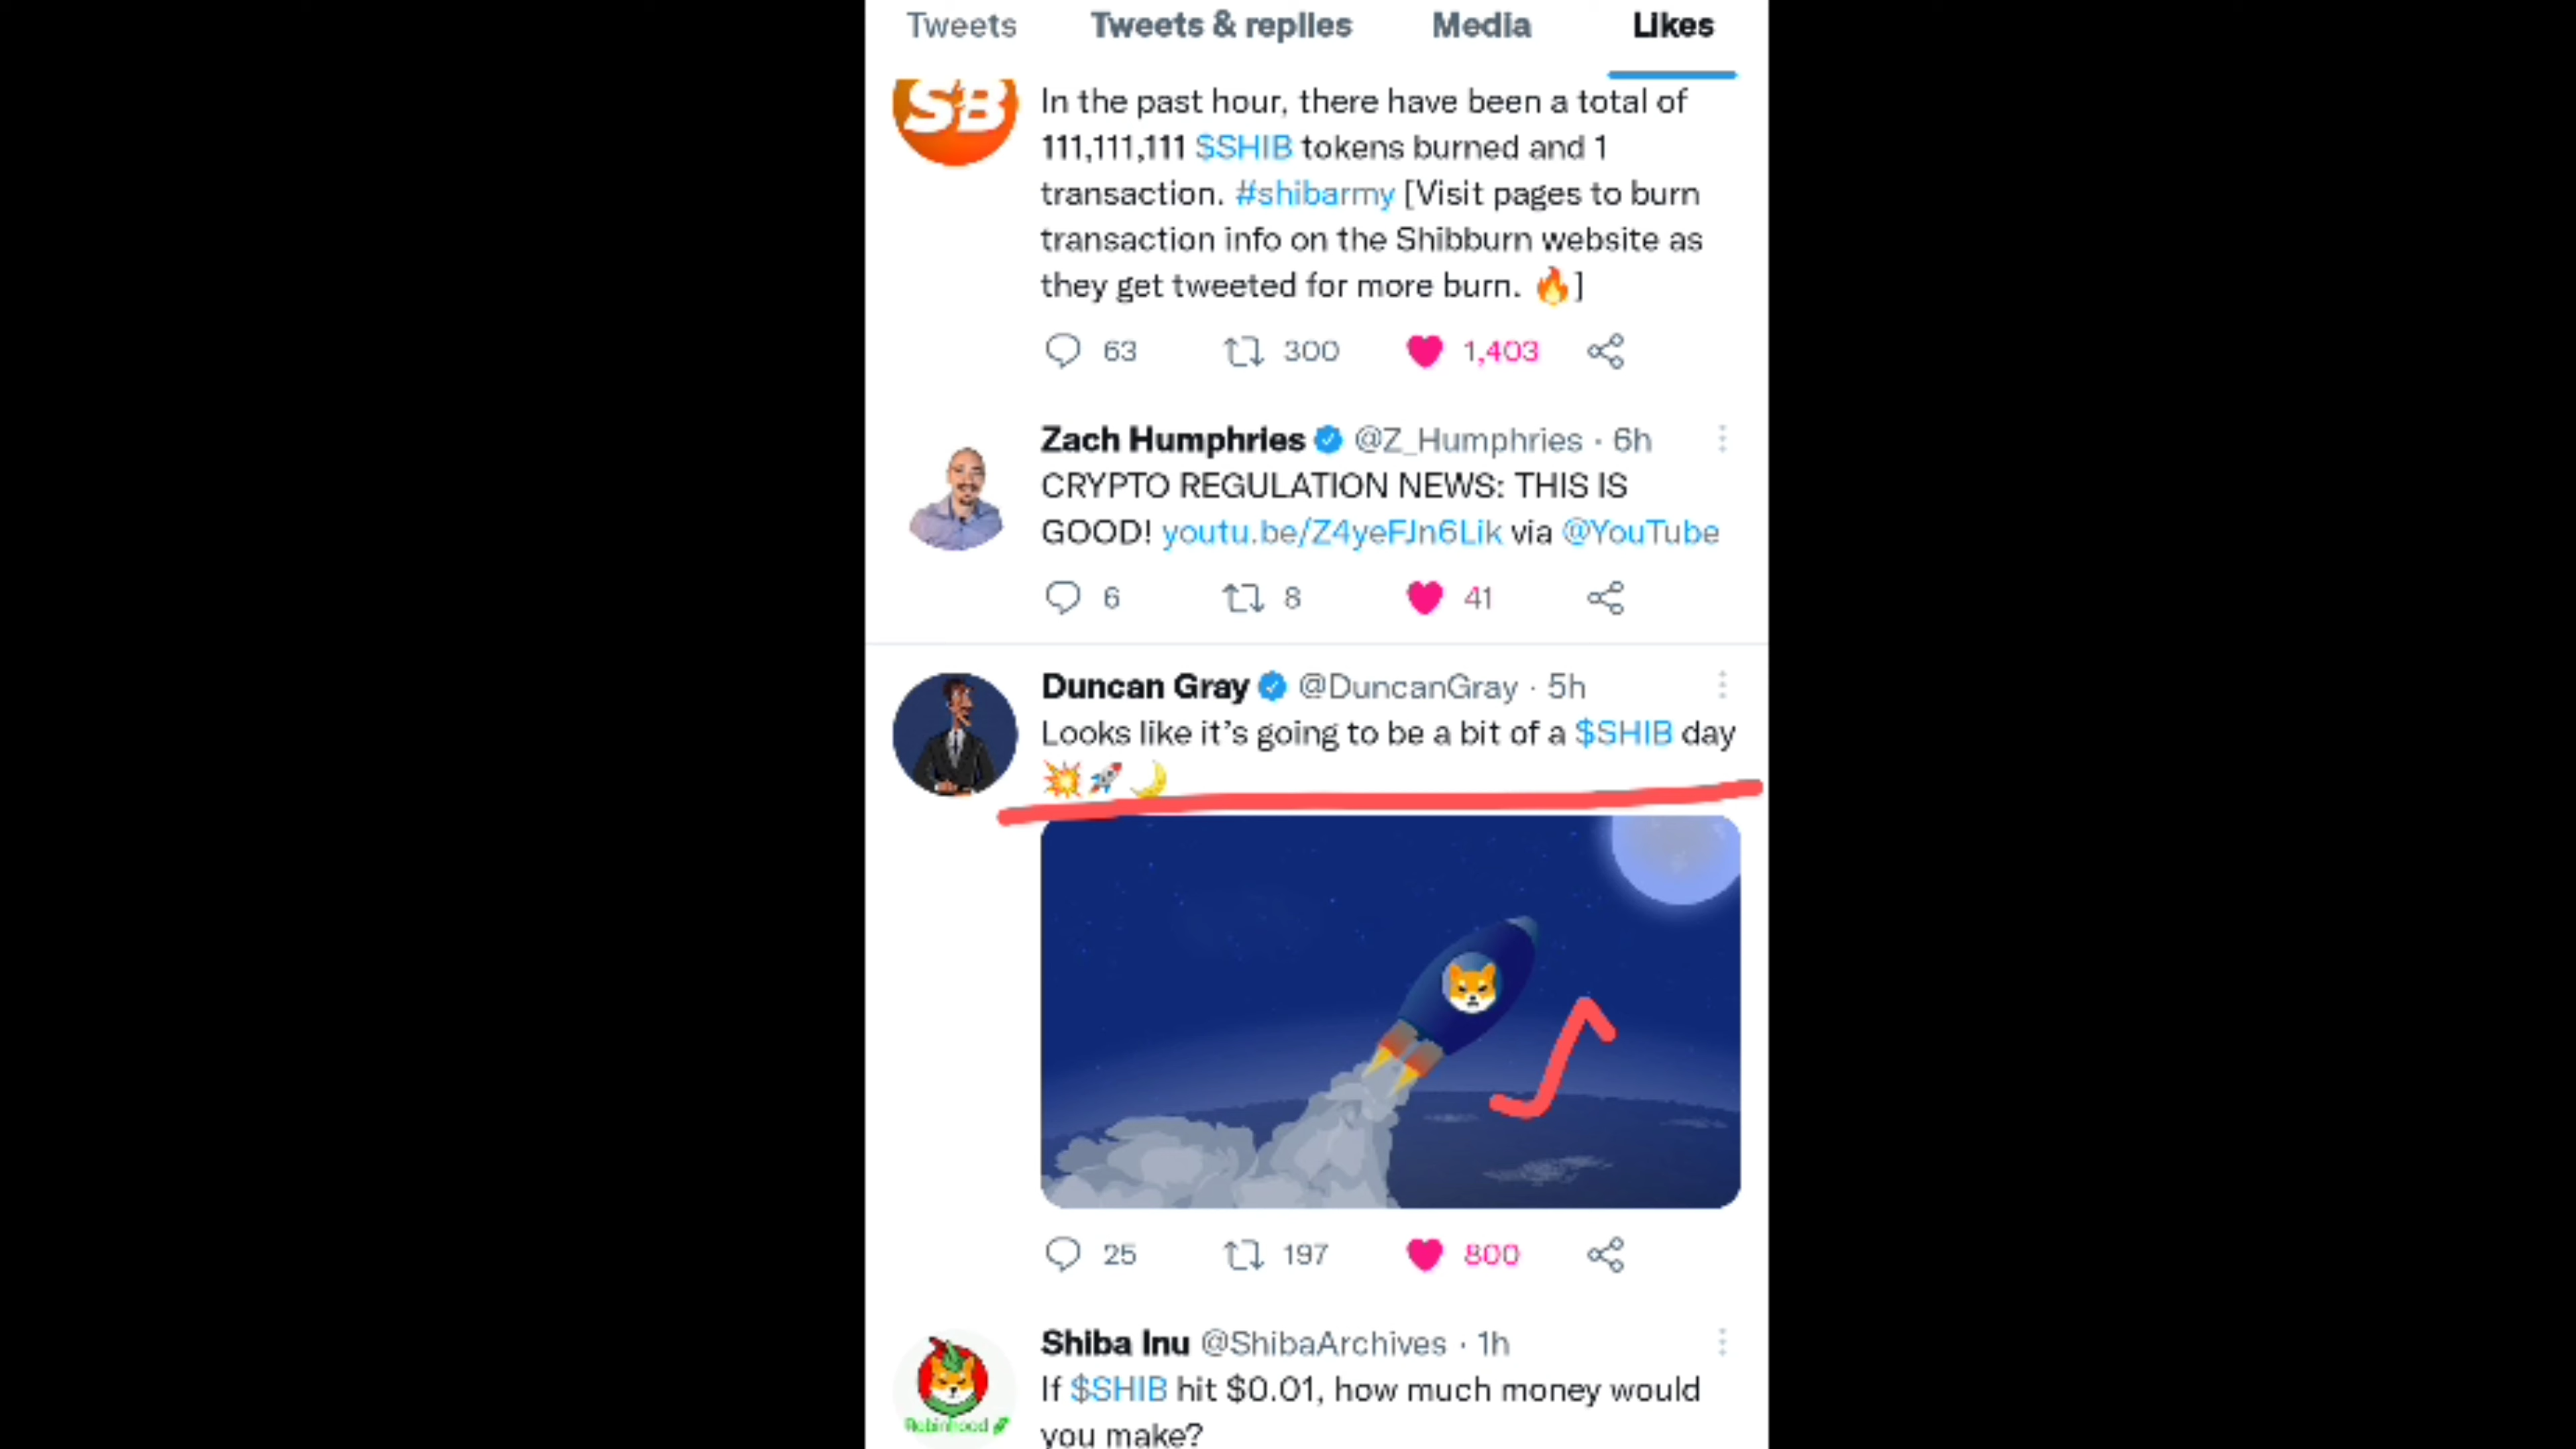 Tweets Tweets & replies Media Likes
SB
In the past hour, there have been a total of
111,111,111 $SHIB tokens burned and 1
transaction. #shibarmy [Visit pages to burn
transaction info on the Shibburn website as
they get tweeted for more burn. 🔥]
63 300 1,403
Zach Humphries @Z_Humphries · 6h
CRYPTO REGULATION NEWS: THIS IS
GOOD! youtu.be/Z4yeFJn6Lik via @YouTube
6 8 41
Duncan Gray @DuncanGray · 5h
Looks like it's going to be a bit of a $SHIB day
💥🚀🌙
25 197 800
Shiba Inu @ShibaArchives · 1h
If $SHIB hit $0.01, how much money would
Robinhood
you make?